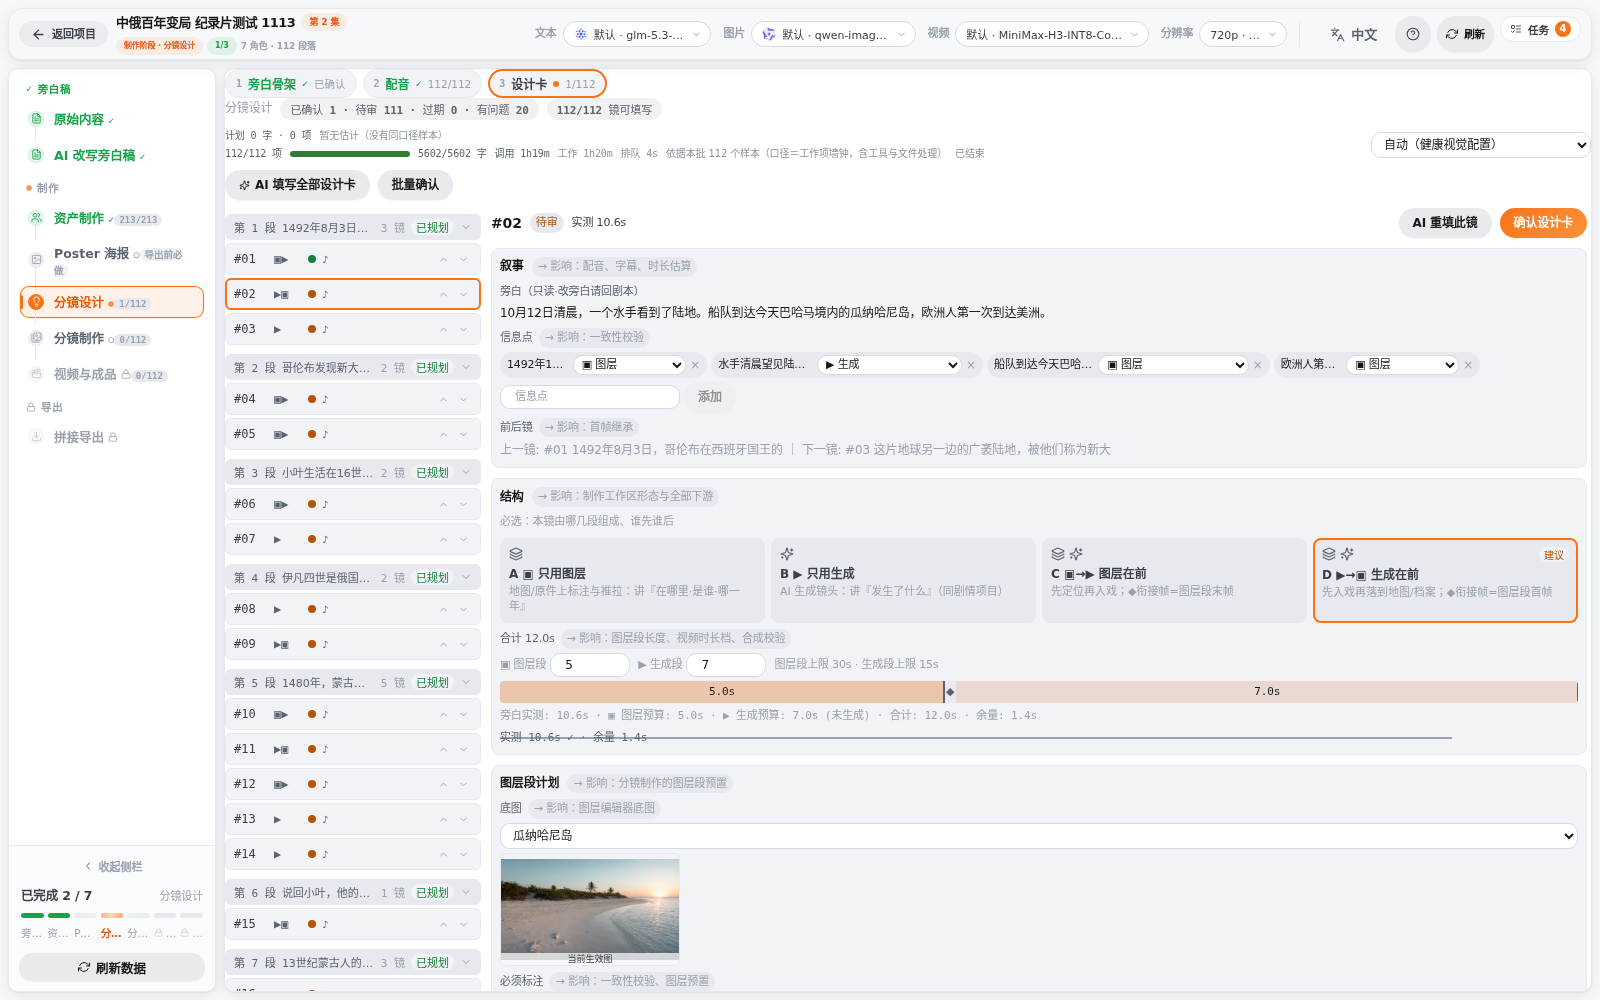 返回项目
中俄百年变局 纪录片测试 1113 第 2 集
制作阶段 · 分镜设计 1/3 7 角色 · 112 段落
文本 默认 · glm-5.3-... 图片 默认 · qwen-imag... 视频 默认 · MiniMax-H3-INT8-Co... 分辨率 720p · ... 中文 刷新 任务 4
✓ 旁白稿
原始内容 ✓
AI 改写旁白稿 ✓
制作
资产制作 ✓ 213/213
Poster 海报 ○ 导出前必做
分镜设计 1/112
分镜制作 ○ 0/112
视频与成品 0/112
导出
拼接导出
收起侧栏
已完成 2 / 7 分镜设计
旁... 资... P... 分... 分... ... ...
刷新数据
1 旁白骨架 ✓ 已确认 2 配音 ✓ 112/112 3 设计卡 1/112
分镜设计 已确认 1 · 待审 111 · 过期 0 · 有问题 20 112/112 镜可填写
计划 0 字 · 0 项 暂无估计（没有同口径样本）
112/112 项 5602/5602 字 调用 1h19m 工作 1h20m 排队 4s 依据本批 112 个样本（口径＝工作项墙钟，含工具与文件处理） 已结束
自动（健康视觉配置）
AI 填写全部设计卡 批量确认
第 1 段 1492年8月3日... 3 镜 已规划
#01 ▣▶ ♪
#02 ▶▣ ♪
#03 ▶ ♪
第 2 段 哥伦布发现新大... 2 镜 已规划
#04 ▣▶ ♪
#05 ▣▶ ♪
第 3 段 小叶生活在16世... 2 镜 已规划
#06 ▣▶ ♪
#07 ▶ ♪
第 4 段 伊凡四世是俄国... 2 镜 已规划
#08 ▶ ♪
#09 ▶▣ ♪
第 5 段 1480年，蒙古... 5 镜 已规划
#10 ▣▶ ♪
#11 ▶▣ ♪
#12 ▣▶ ♪
#13 ▶ ♪
#14 ▶ ♪
第 6 段 说回小叶，他的... 1 镜 已规划
#15 ▶▣ ♪
第 7 段 13世纪蒙古人的... 3 镜 已规划
#02 待审 实测 10.6s AI 重填此镜 确认设计卡
叙事 → 影响：配音、字幕、时长估算
旁白（只读·改旁白请回剧本）
10月12日清晨，一个水手看到了陆地。船队到达今天巴哈马境内的瓜纳哈尼岛，欧洲人第一次到达美洲。
信息点 → 影响：一致性校验
1492年1... ▣ 图层 × 水手清晨望见陆... ▶ 生成 × 船队到达今天巴哈... ▣ 图层 × 欧洲人第... ▣ 图层 ×
信息点 添加
前后镜 → 影响：首帧继承
上一镜: #01 1492年8月3日，哥伦布在西班牙国王的 | 下一镜: #03 这片地球另一边的广袤陆地，被他们称为新大
结构 → 影响：制作工作区形态与全部下游
必选：本镜由哪几段组成、谁先谁后
A ▣ 只用图层
地图/原件上标注与推拉：讲『在哪里·是谁·哪一年』
B ▶ 只用生成
AI 生成镜头：讲『发生了什么』（同剧情项目）
C ▣→▶ 图层在前
先定位再入戏；◆衔接帧=图层段末帧
建议
D ▶→▣ 生成在前
先入戏再落到地图/档案；◆衔接帧=图层段首帧
合计 12.0s → 影响：图层段长度、视频时长档、合成校验
▣ 图层段 5 ▶ 生成段 7 图层段上限 30s · 生成段上限 15s
5.0s ◆ 7.0s
旁白实测: 10.6s · ▣ 图层预算: 5.0s · ▶ 生成预算: 7.0s (未生成) · 合计: 12.0s · 余量: 1.4s
实测 10.6s ✓ · 余量 1.4s
图层段计划 → 影响：分镜制作的图层段预置
底图 → 影响：图层编辑器底图
瓜纳哈尼岛
当前生效图
必须标注 → 影响：一致性校验、图层预置